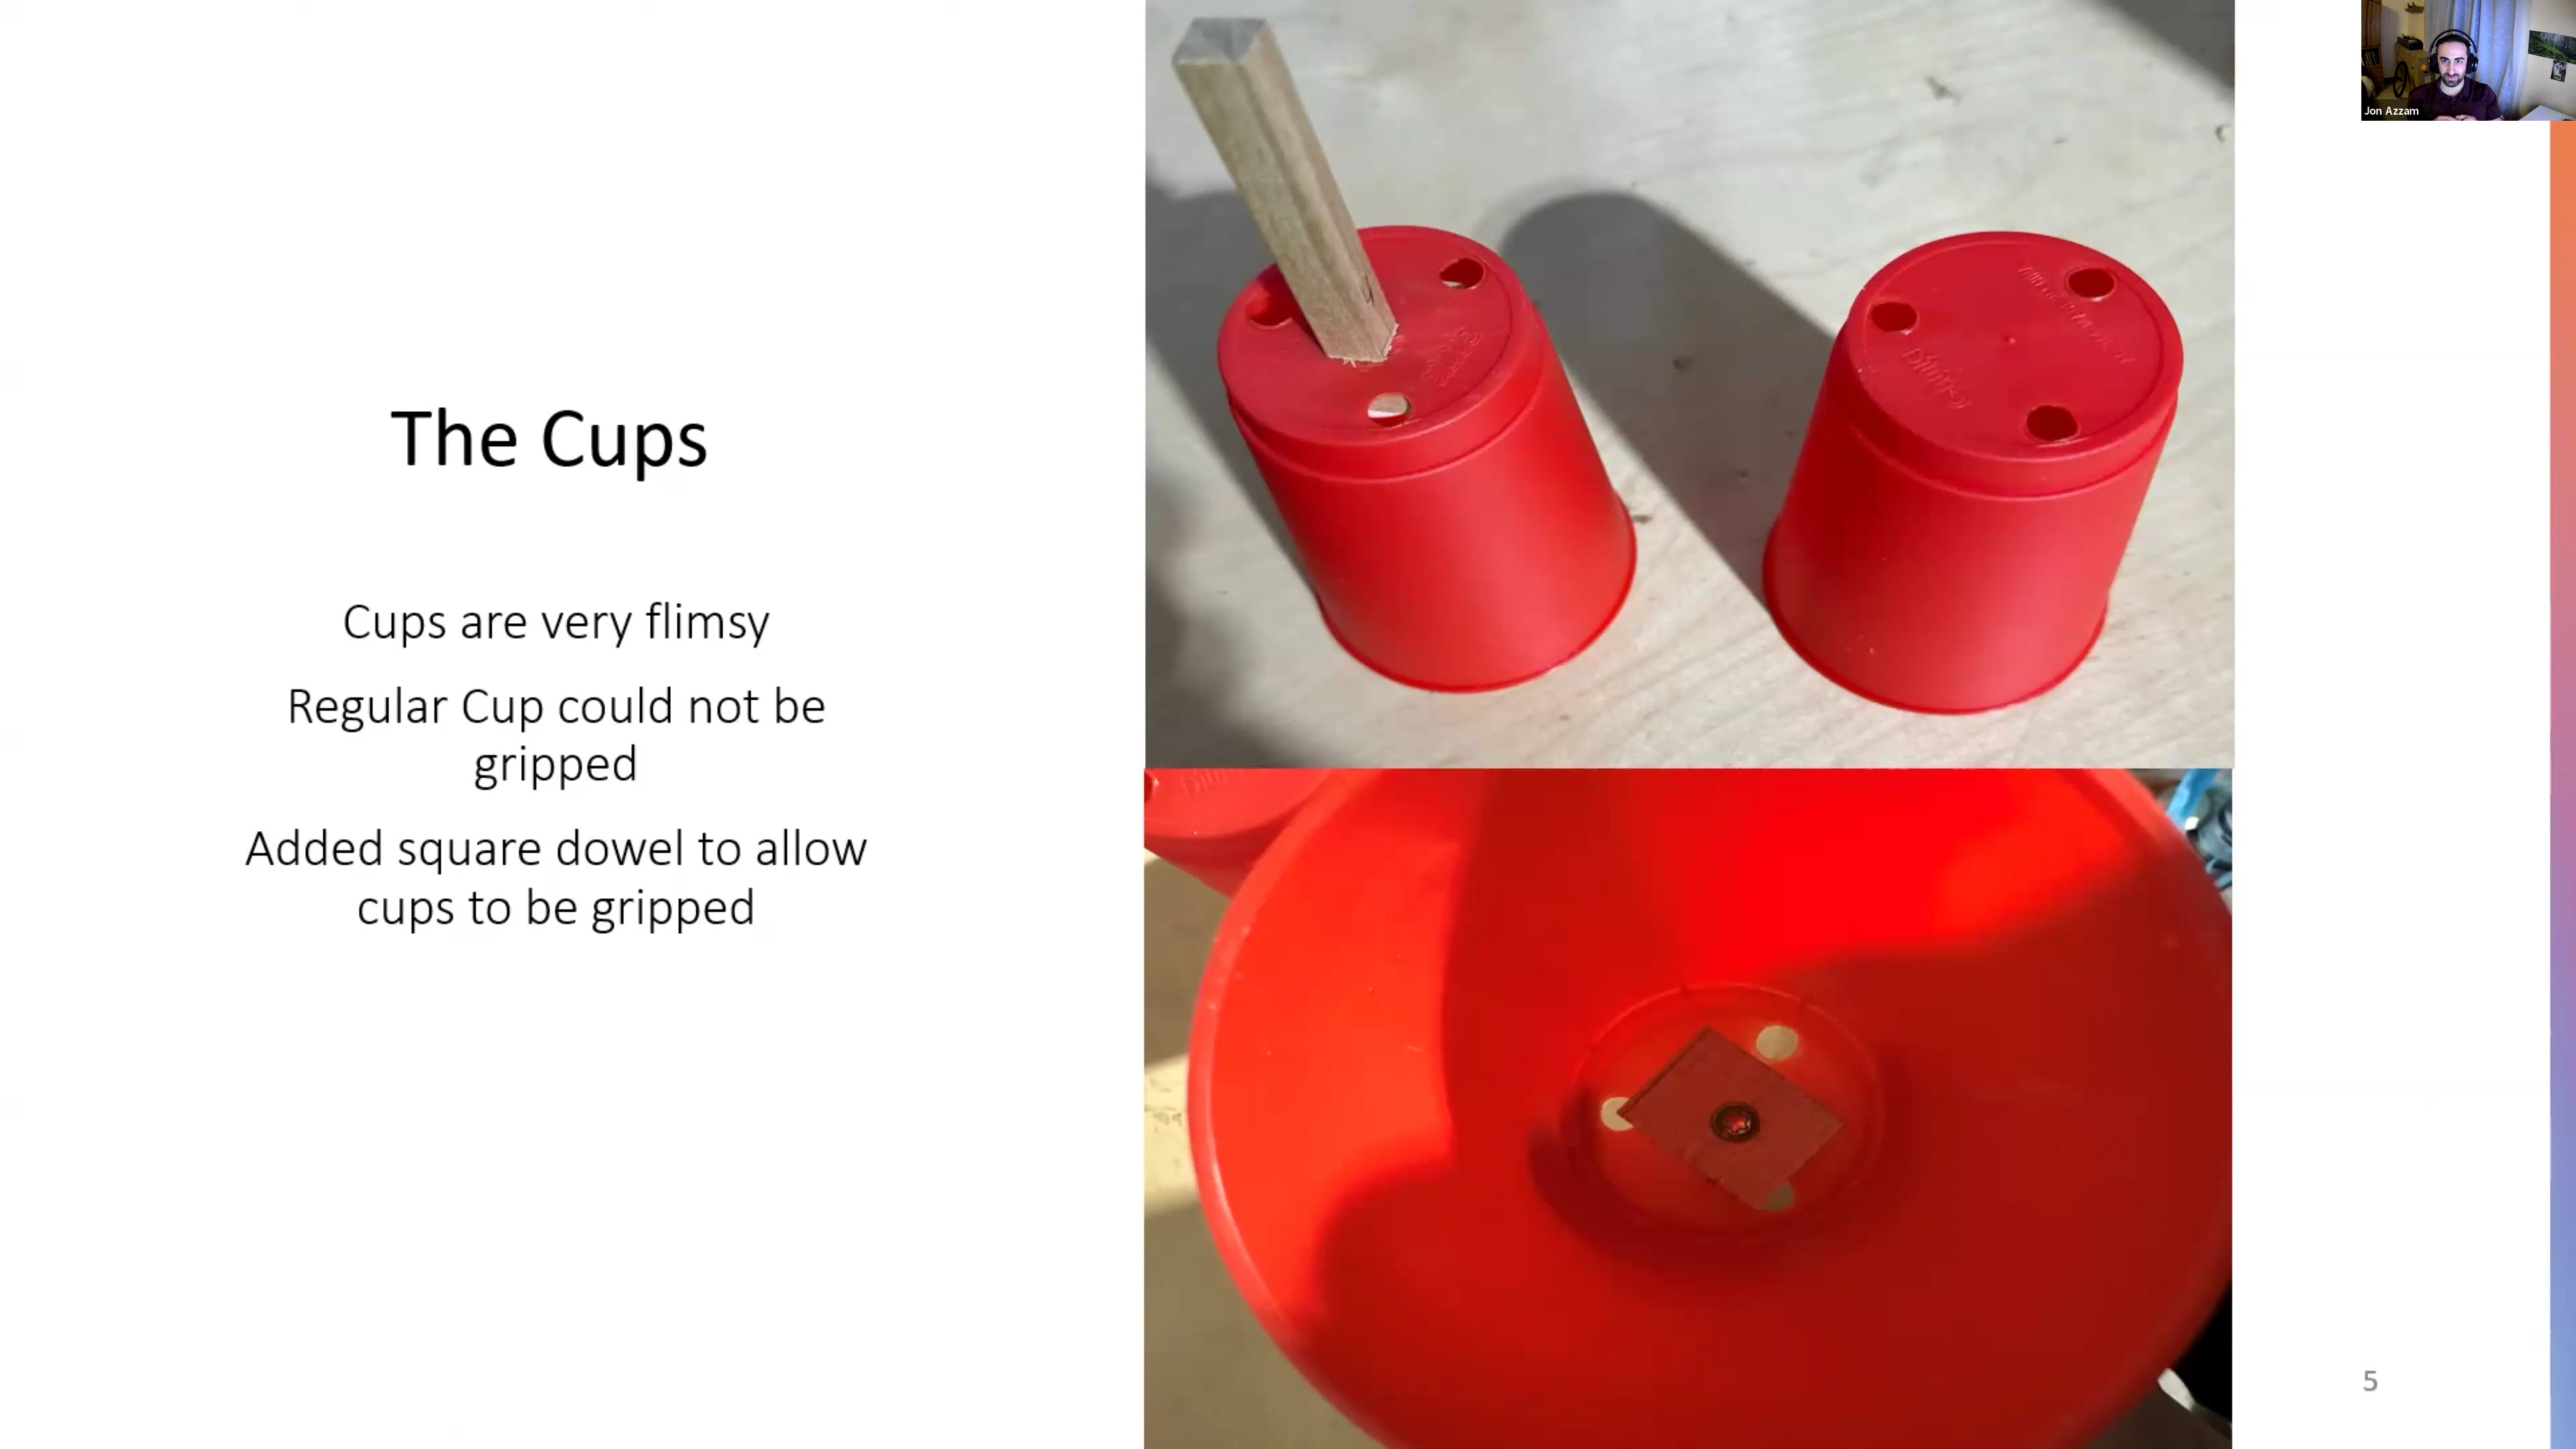 Jon Azzam
The Cups
Cups are very flimsy
Regular Cup could not be
gripped
Added square dowel to allow
cups to be gripped
5